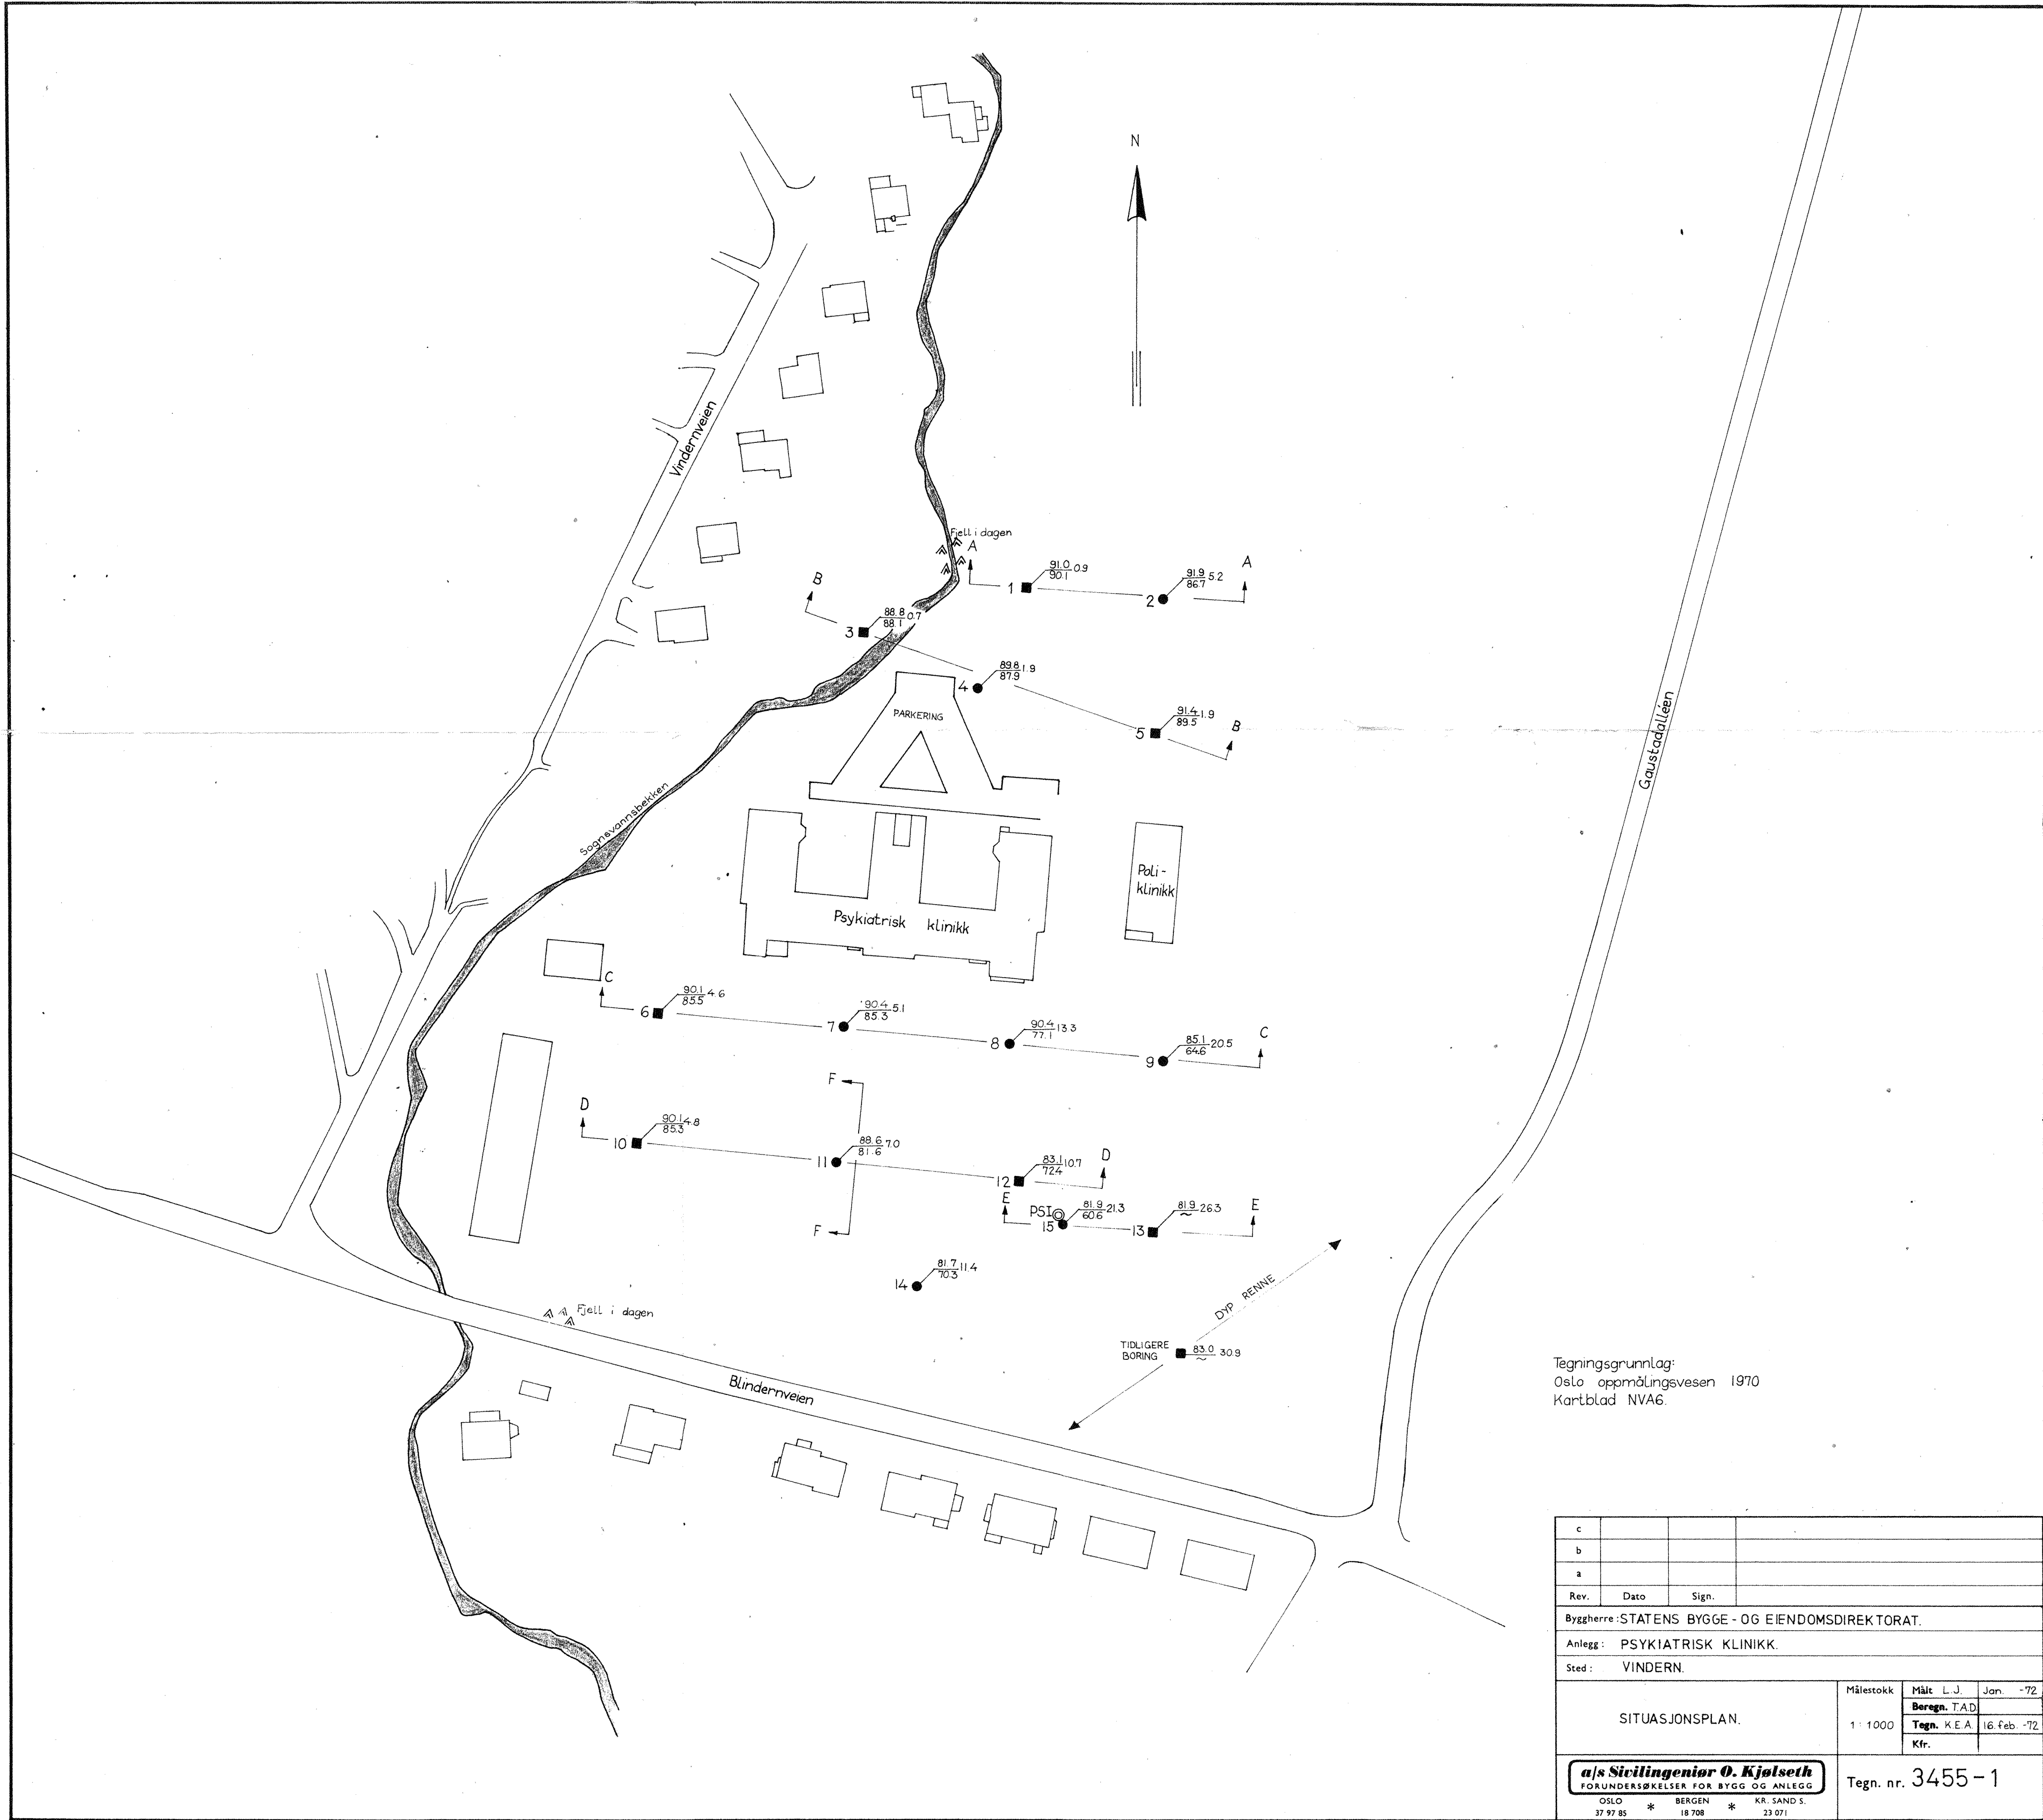 N
Vindernveien
Fjell i dagen
A
A
1
91.0 0.9
90.1
2
91.9 5.2
86.7
B
3
88.8 0.7
88.1
4
89.8 1.9
87.9
5
91.4 1.9
89.5
B
PARKERING
Gaustadalléen
Sognsvannsbekken
Poli-
klinikk
Psykiatrisk klinikk
C
6
90.1 4.6
85.5
7
90.4 5.1
85.3
8
90.4 13.3
77.1
9
85.1 20.5
64.6
C
F
D
10
90.1 4.8
85.3
11
88.6 7.0
81.6
12
83.1 10.7
72.4
D
F
E
PSI
15
81.9 21.3
60.6
13
81.9 26.3
~
E
14
81.7 11.4
70.3
DYP RENNE
Fjell i dagen
TIDLIGERE
BORING
83.0 30.9
~
Blindernveien
Tegningsgrunnlag:
Oslo oppmålingsvesen 1970
Kartblad NVA6.
c
b
a
Rev. Dato Sign.
Byggherre: STATENS BYGGE- OG EIENDOMSDIREKTORAT.
Anlegg: PSYKIATRISK KLINIKK.
Sted: VINDERN.
SITUASJONSPLAN.
Målestokk
1:1000
Målt L.J. Jan. -72
Beregn. T.A.D
Tegn. K.E.A. 16. feb. -72
Kfr.
a/s Sivilingeniør O. Kjølseth
FORUNDERSØKELSER FOR BYGG OG ANLEGG
OSLO * BERGEN * KR. SAND S.
37 97 85 18 708 23 071
Tegn. nr. 3455-1